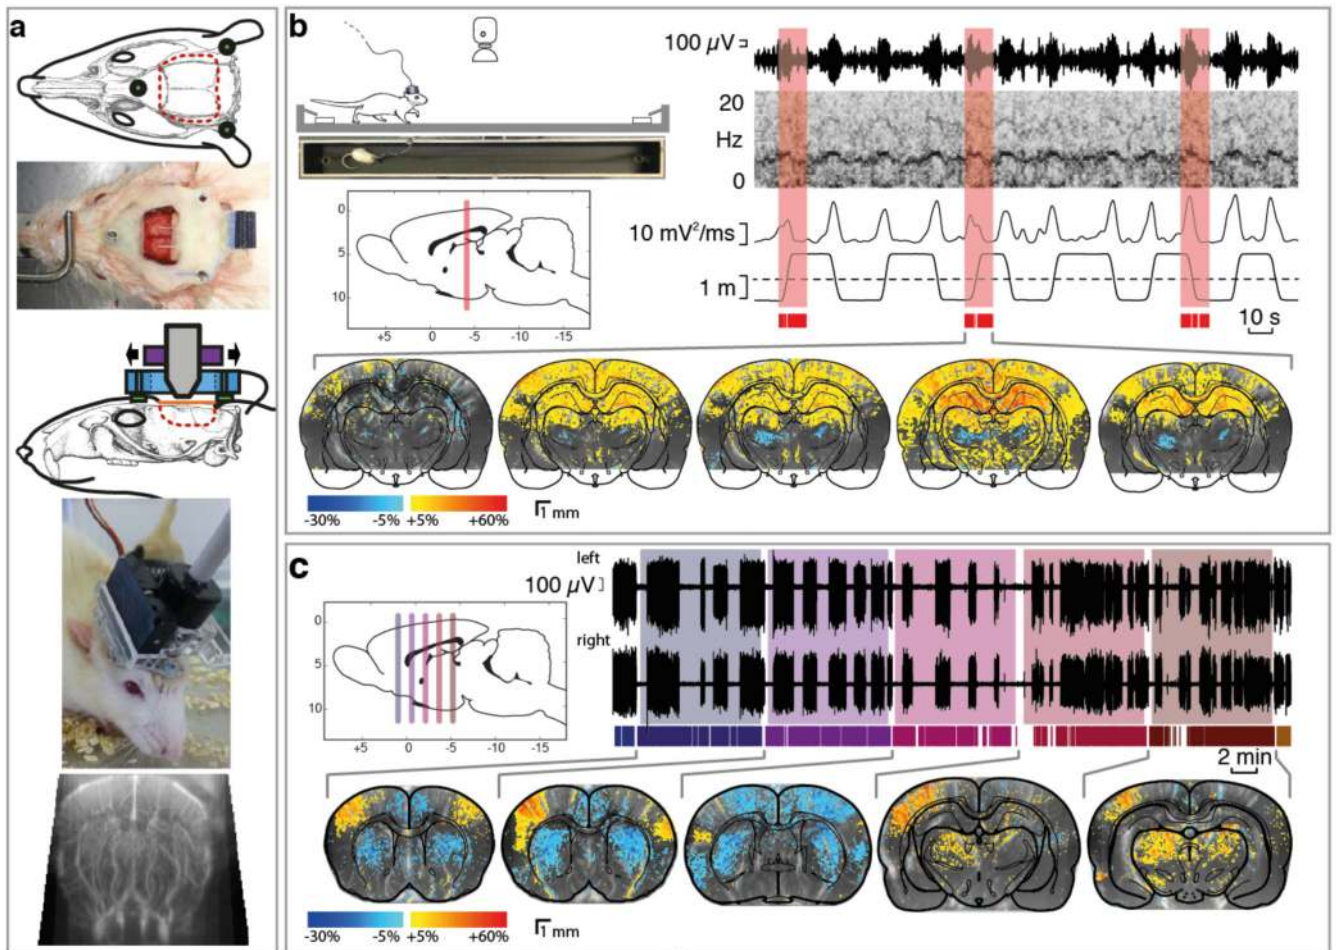 a
b
100 µV
20
Hz
0
10 mV²/ms
1 m
10 s
0
5
10
+5 -0 -5 -10 -15
-30% -5% +5% +60%
1 mm
c
left
100 µV
right
0
5
10
+5 0 -5 -10 -15
2 min
-30% -5% +5% +60%
1 mm